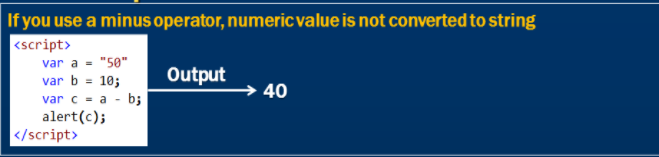 If you use a minus operator, numeric value is not converted to string
<script>
var a = "50"
var b = 10;
var c = a - b;
alert(c);
</script>
Output
40